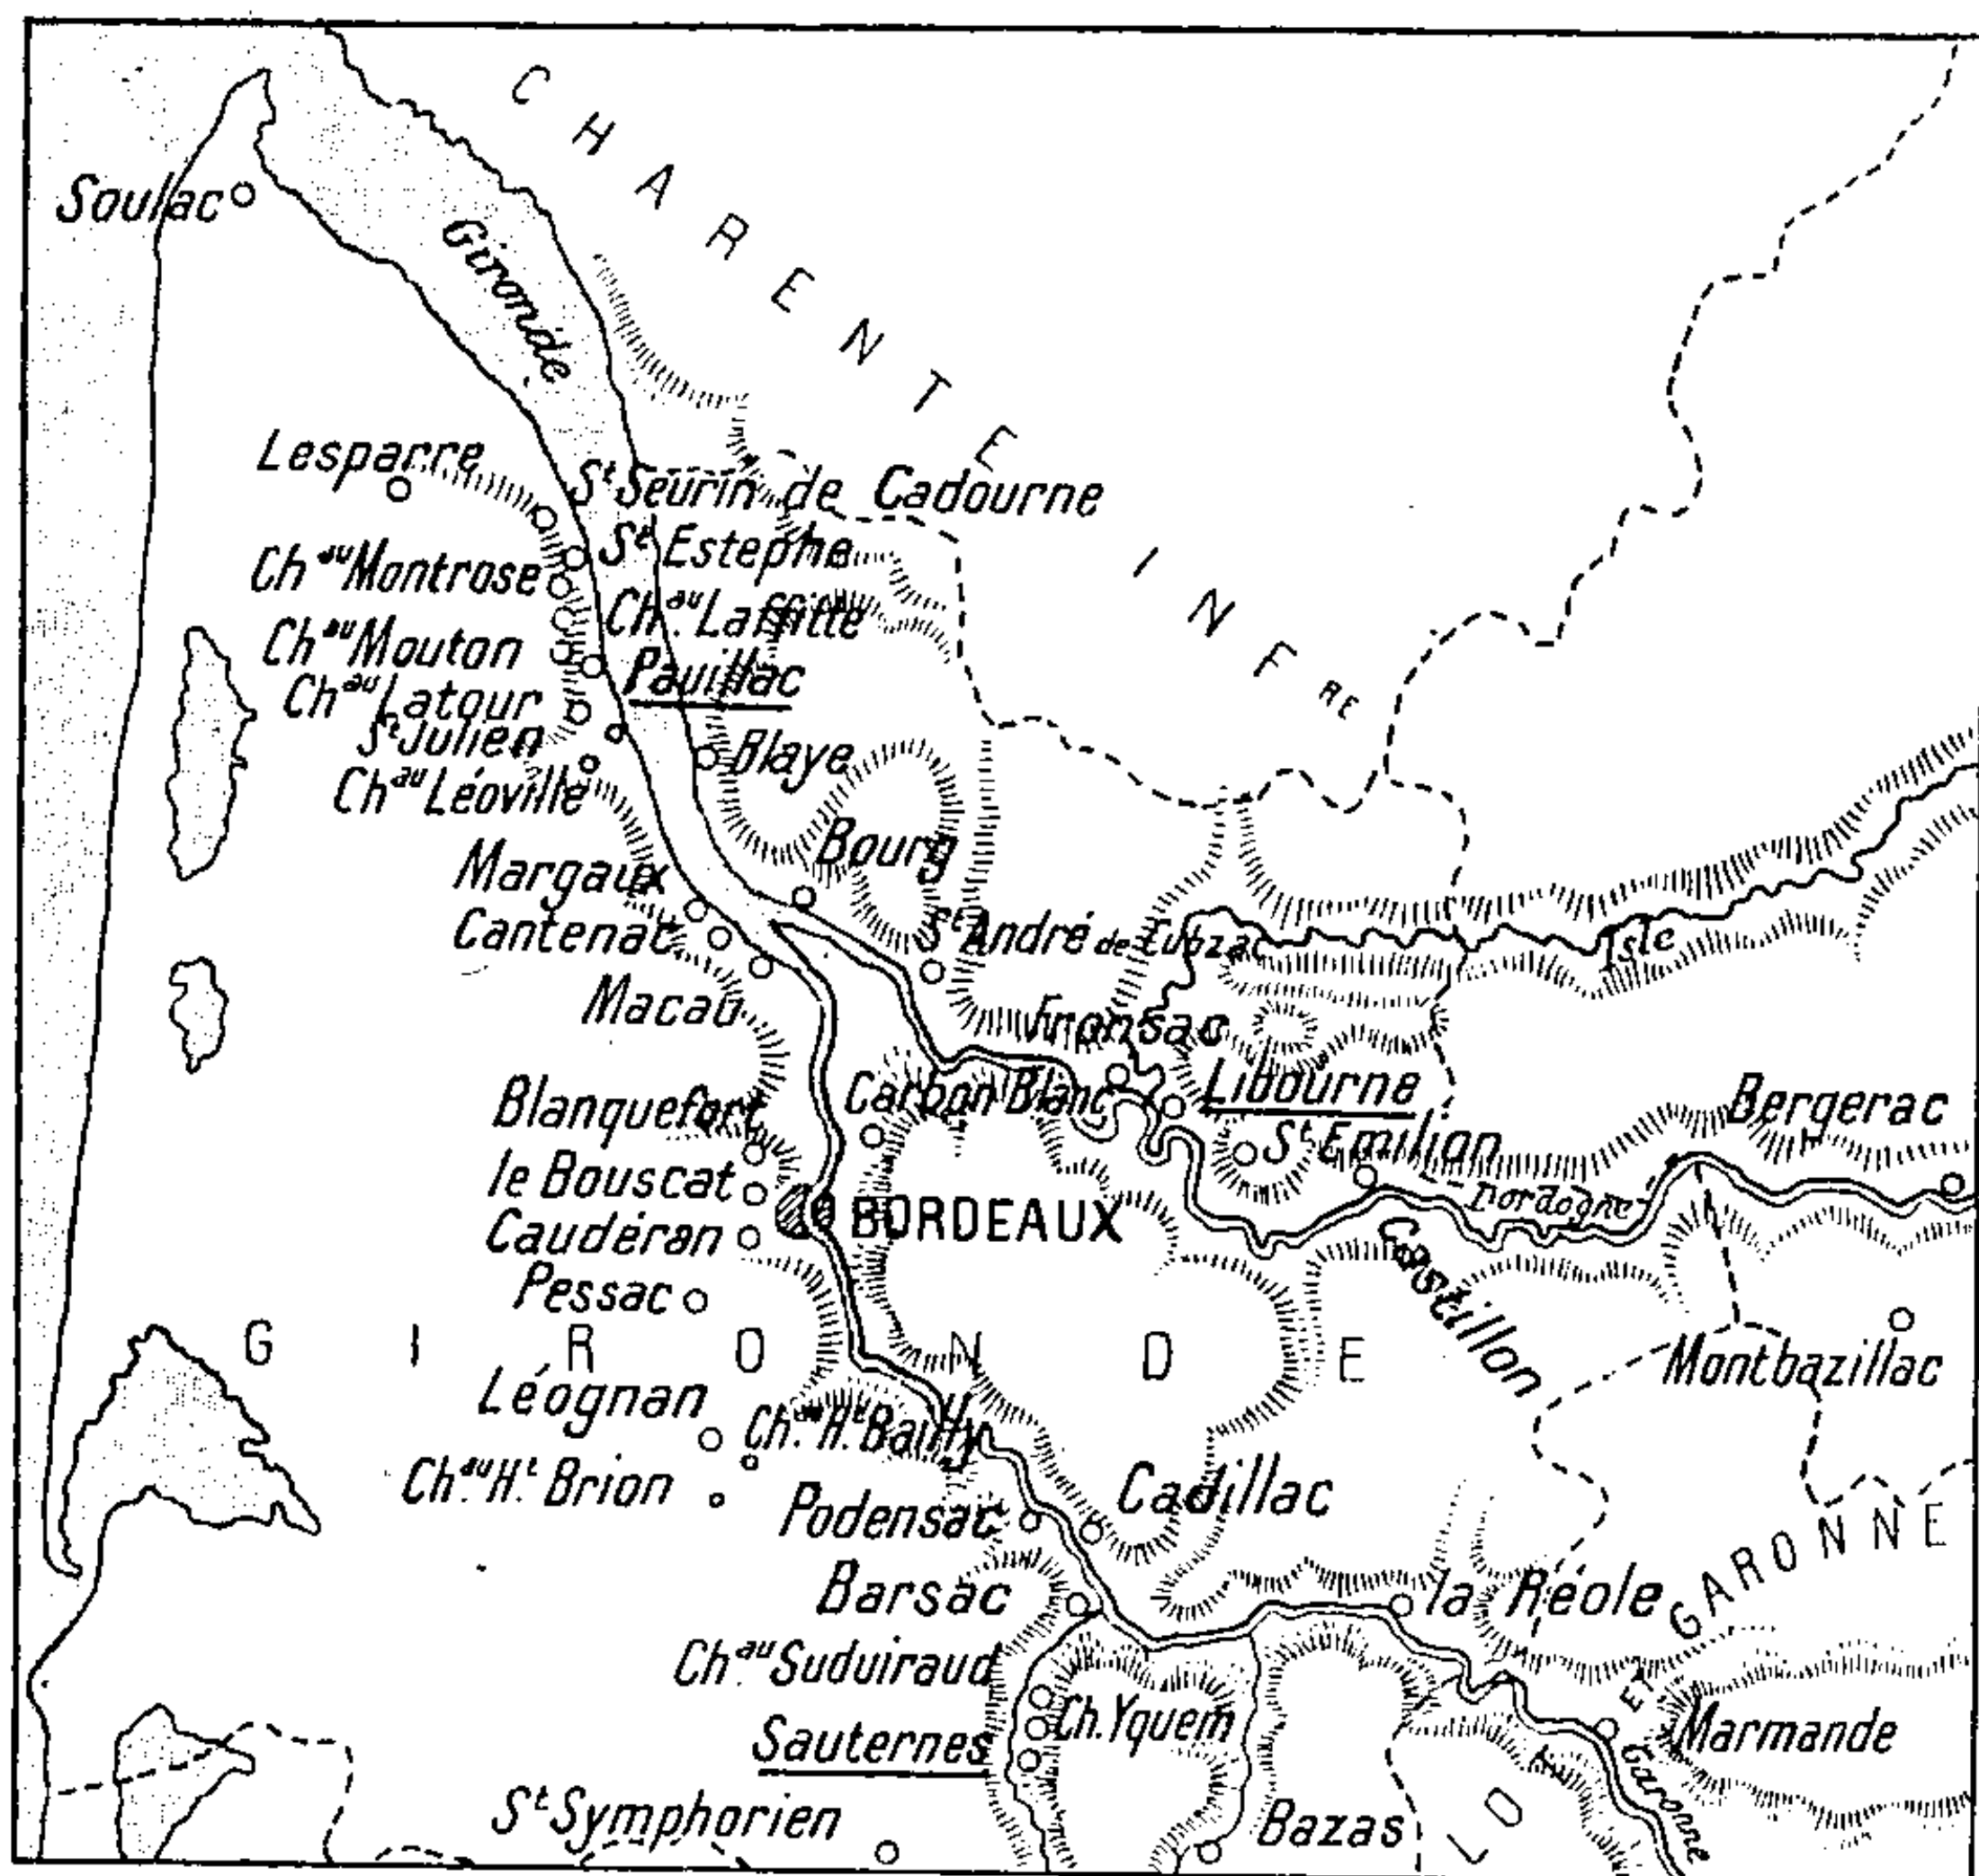 CHARENTE INFRE
Soulac
Gironde
Lesparre
St Seurin de Cadourne
St Estephe
Chau Montrose
Chau. Laffitte
Chau Mouton
Pauillac
Chau Latour
St Julien
Blaye
Chau Léoville
Bourg
Margaux
Cantenac
St André de Cubzac
Isle
Macau
Fronsac
Blanquefort
Carbon Blanc
Libourne
Bergerac
St Emilion
le Bouscat
Dordogne
BORDEAUX
Caudéran
Castillon
Pessac
GIRONDE
Montbazillac
Léognan
Chau. Ht. Bailly
Chau. Ht. Brion
Cadillac
Podensac
Barsac
la Réole
LOT ET GARONNE
Chau Suduiraud
Ch. Yquem
Marmande
Sauternes
Garonne
St Symphorien
Bazas